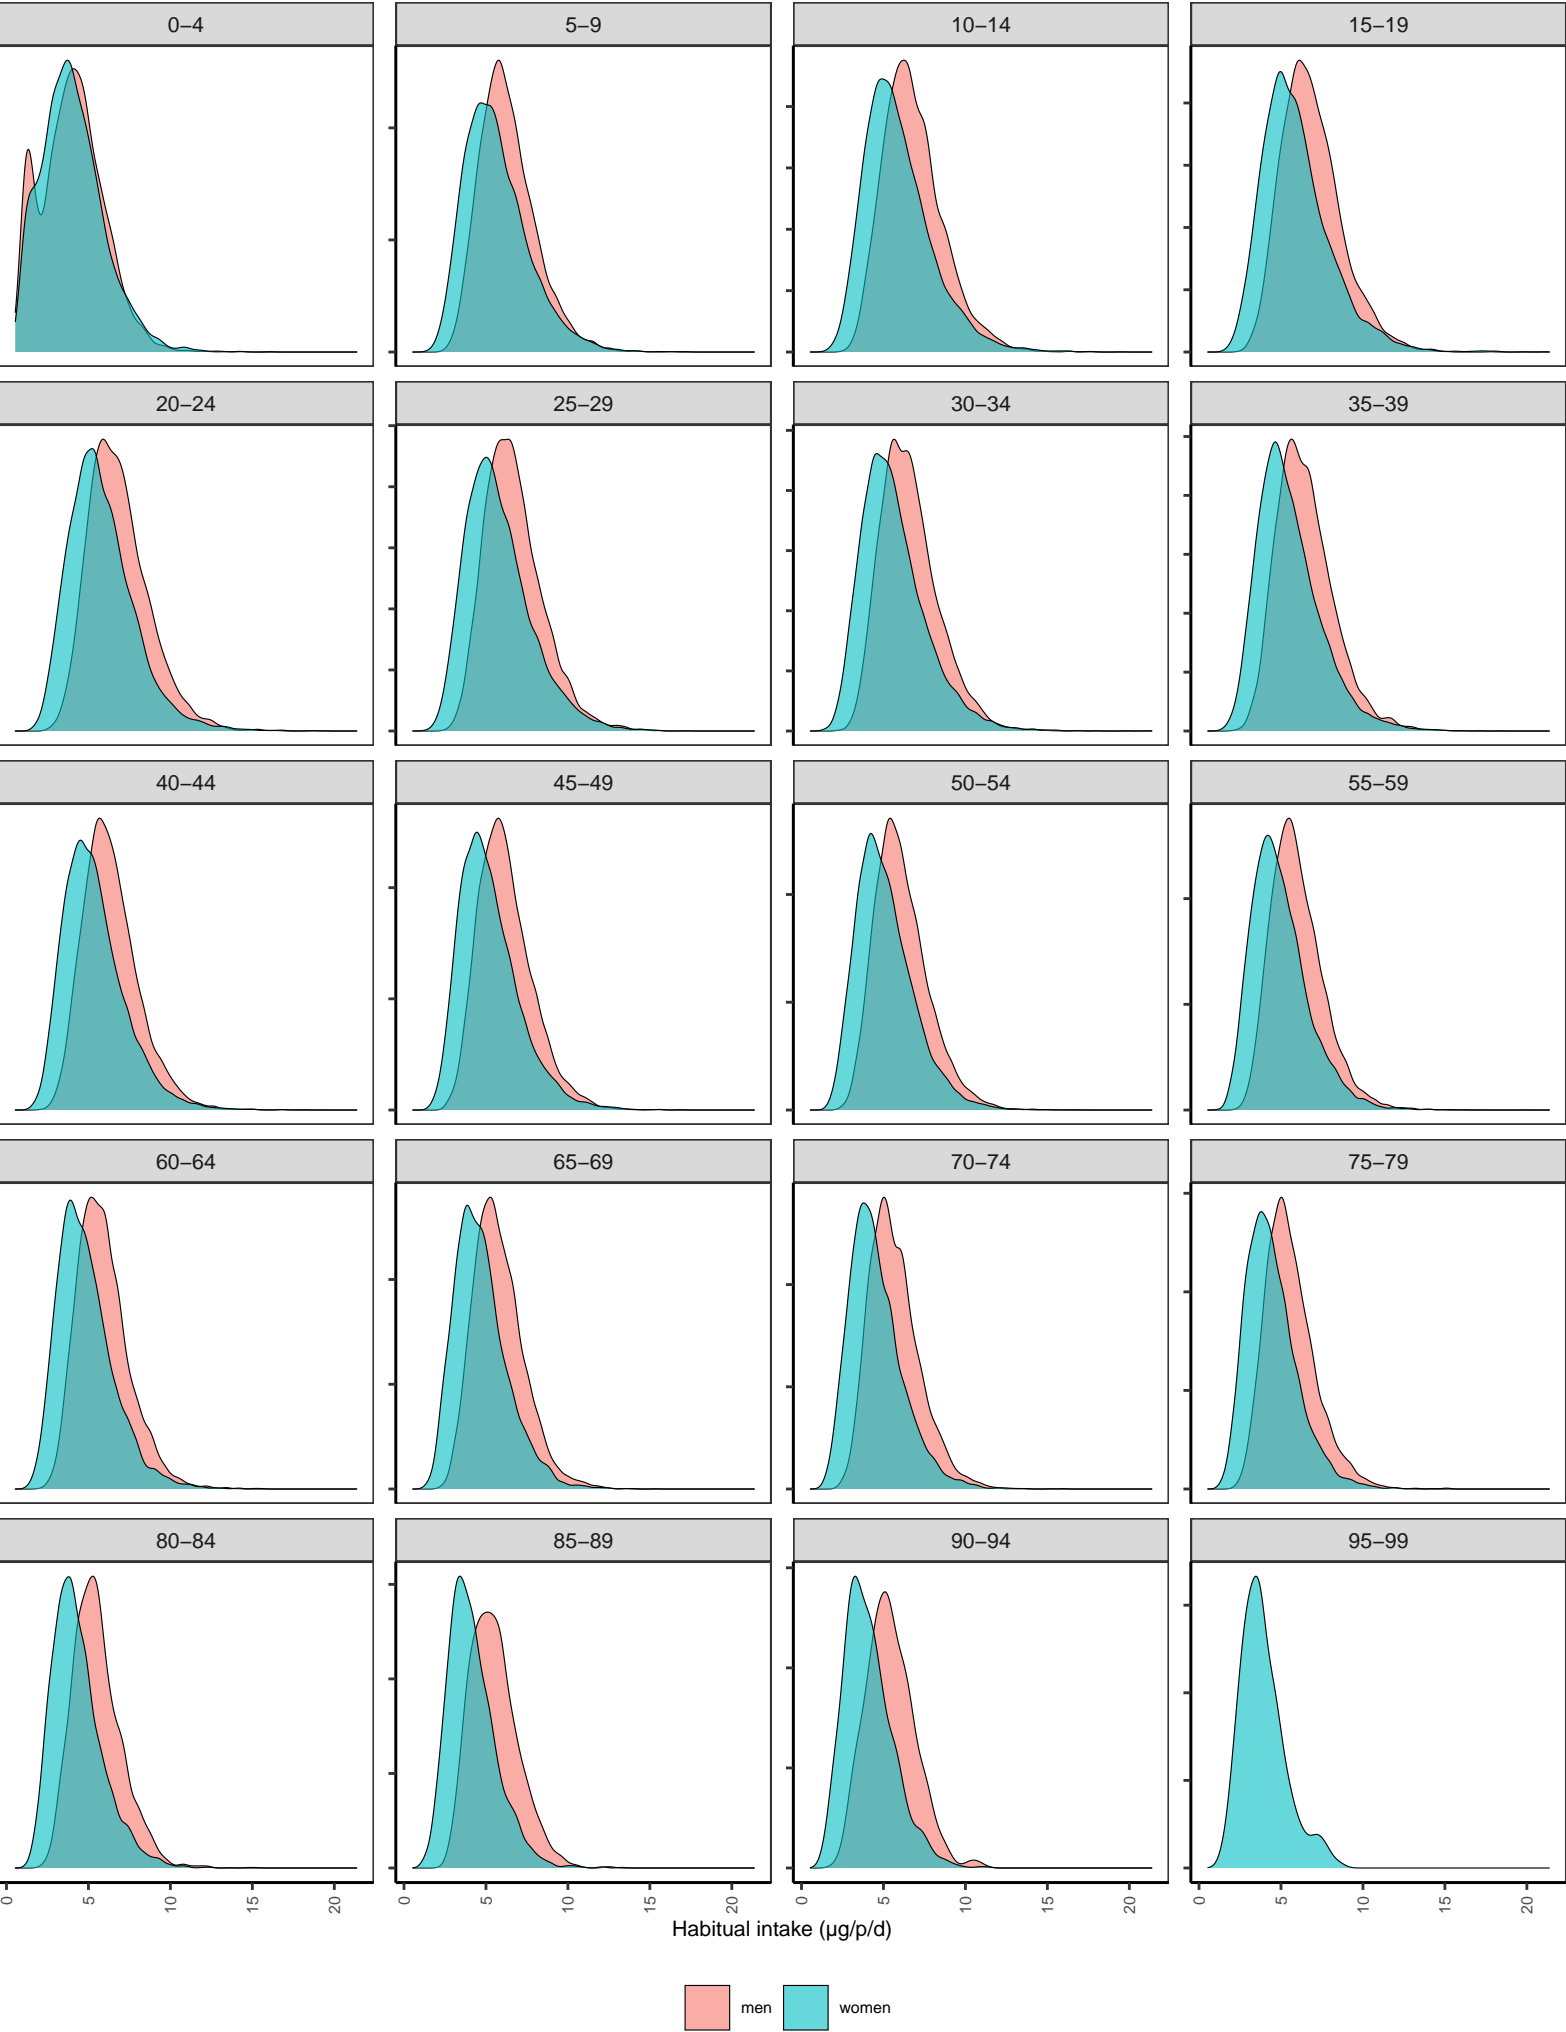 0–4 5–9 10–14 15–19
20–24 25–29 30–34 35–39
40–44 45–49 50–54 55–59
60–64 65–69 70–74 75–79
80–84 85–89 90–94 95–99
0 5 10 15 20 0 5 10 15 20 0 5 10 15 20 0 5 10 15 20
Habitual intake (µg/p/d)
men women